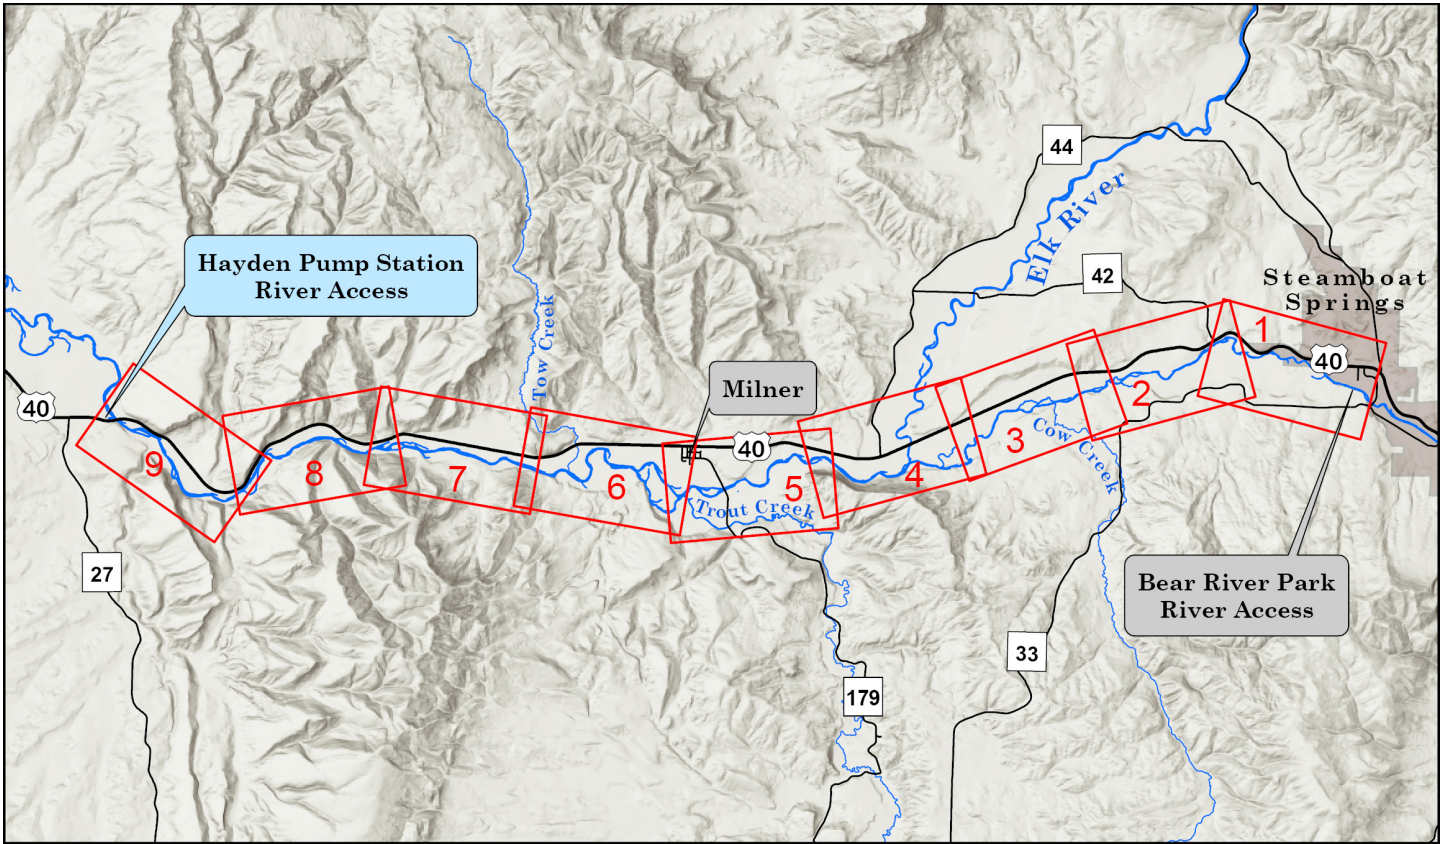 44
Elk River
42
Steamboat
Springs
Hayden Pump Station
River Access
Tow Creek
1
40
Milner
40
2
40
3
Cow Creek
9
8
7
6
5
4
Trout Creek
27
Bear River Park
River Access
33
179